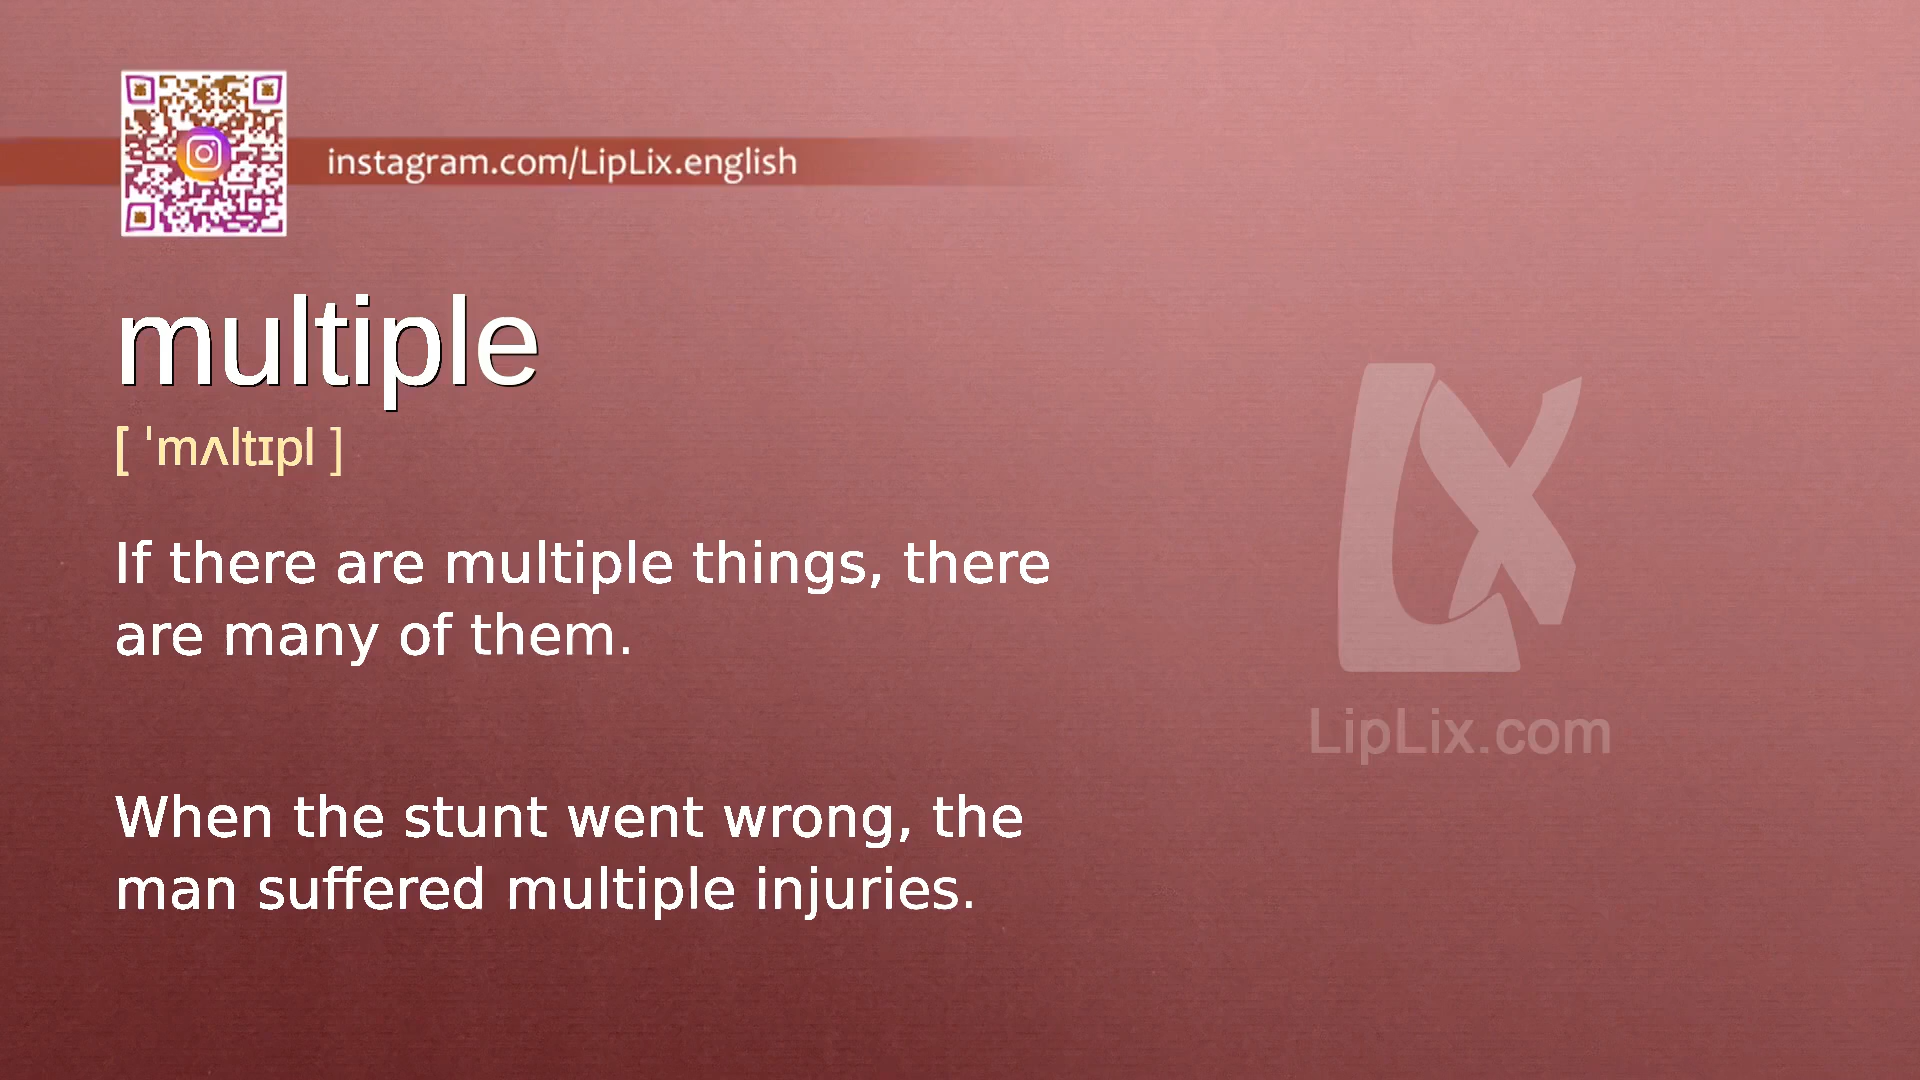 instagram.com/LipLix.english
multiple
[ ˈmʌltɪpl ]
If there are multiple things, there
are many of them.
When the stunt went wrong, the
man suffered multiple injuries.
LX
LipLix.com